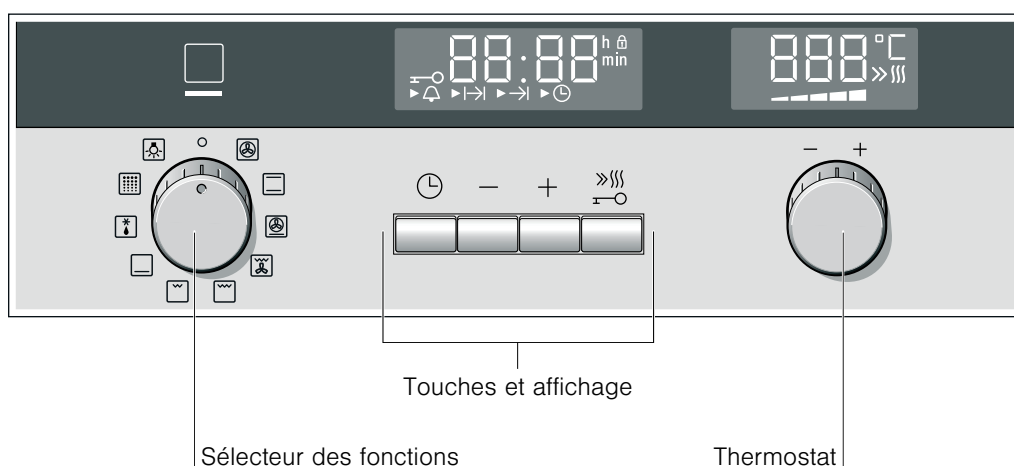 88:88 h min
888 °C
− +
− +
Touches et affichage
Sélecteur des fonctions
Thermostat